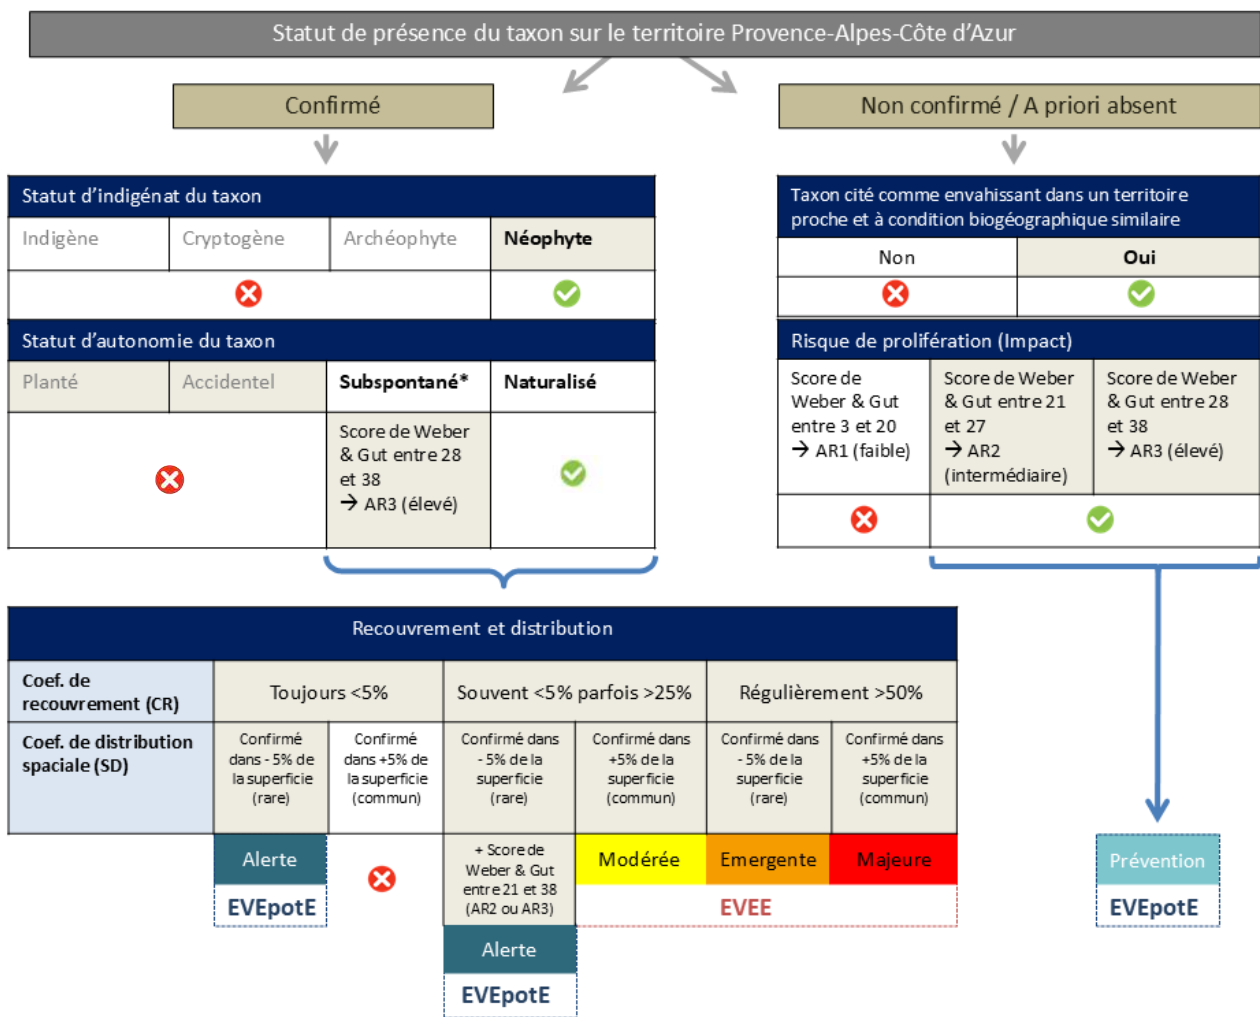 Statut de présence du taxon sur le territoire Provence-Alpes-Côte d'Azur
Confirmé
Non confirmé / A priori absent
Statut d'indigénat du taxon
Indigène
Cryptogène
Archéophyte
Néophyte
Statut d'autonomie du taxon
Planté
Accidentel
Subspontané*
Naturalisé
Score de Weber
& Gut entre 28
et 38
→ AR3 (élevé)
Taxon cité comme envahissant dans un territoire
proche et à condition biogéographique similaire
Non
Oui
Risque de prolifération (Impact)
Score de
Weber & Gut
entre 3 et 20
→ AR1 (faible)
Score de Weber
& Gut entre 21
et 27
→ AR2
(intermédiaire)
Score de Weber
& Gut entre 28
et 38
→ AR3 (élevé)
Recouvrement et distribution
Coef. de
recouvrement (CR)
Toujours <5%
Souvent <5% parfois >25%
Régulièrement >50%
Coef. de distribution
spaciale (SD)
Confirmé
dans - 5% de
la superficie
(rare)
Confirmé
dans +5% de
la superficie
(commun)
Confirmé dans
- 5% de la
superficie
(rare)
Confirmé dans
+5% de la
superficie
(commun)
Confirmé dans
- 5% de la
superficie
(rare)
Confirmé dans
+5% de la
superficie
(commun)
Alerte
EVEpotE
+ Score de
Weber & Gut
entre 21 et 38
(AR2 ou AR3)
Alerte
EVEpotE
Modérée
Emergente
Majeure
EVEE
Prévention
EVEpotE